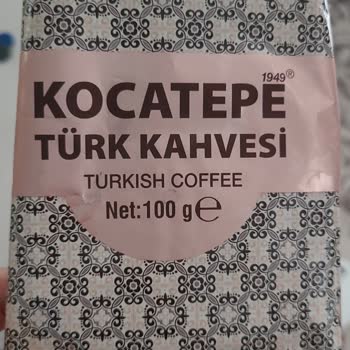 1949®
KOCATEPE
TÜRK KAHVESİ
TURKISH COFFEE
Net:100 g℮